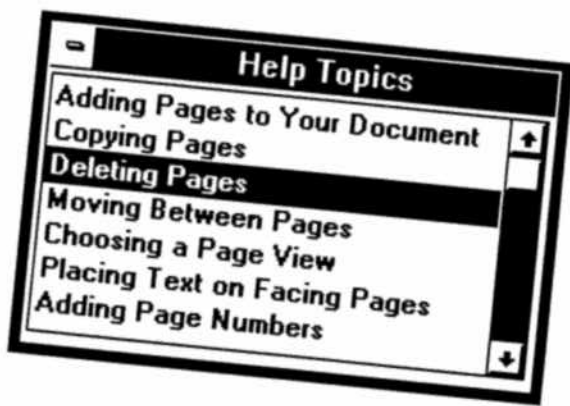 Help Topics
Adding Pages to Your Document
Copying Pages
Deleting Pages
Moving Between Pages
Choosing a Page View
Placing Text on Facing Pages
Adding Page Numbers